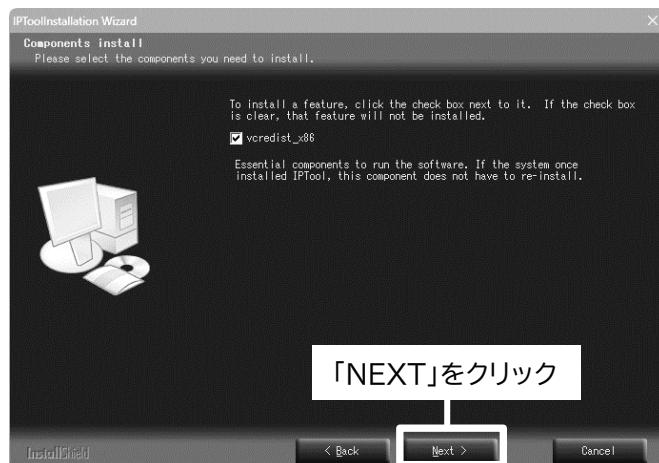 IPToolInstallation Wizard
Components install
Please select the components you need to install.
To install a feature, click the check box next to it. If the check box
is clear, that feature will not be installed.
vcredist_x86
Essential components to run the software. If the system once
installed IPTool, this component does not have to re-install.
「NEXT」をクリック
InstallShield
< Back
Next >
Cancel